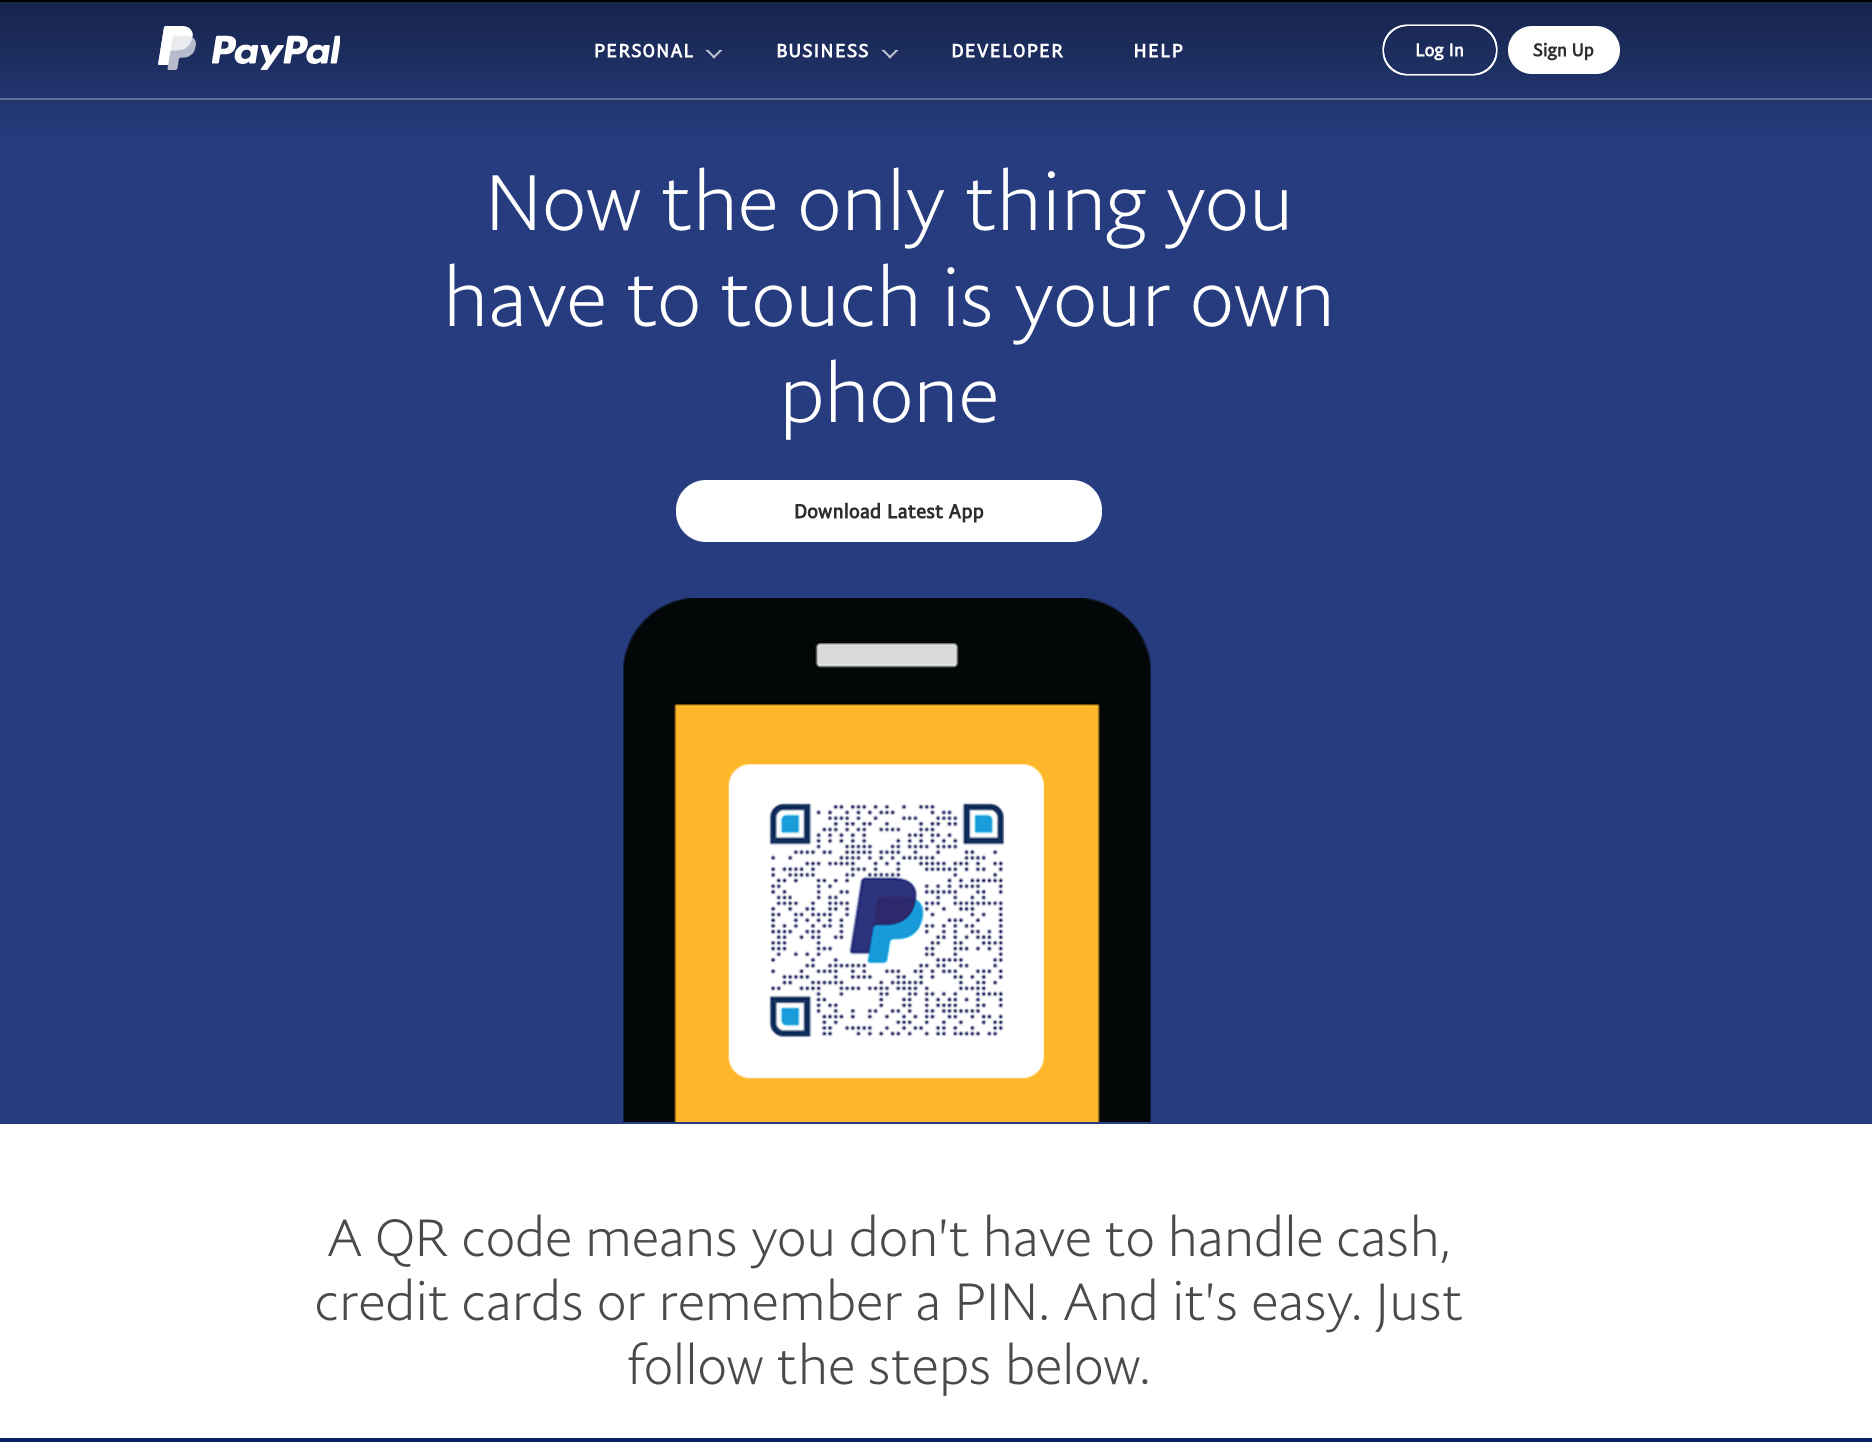 PayPal
PERSONAL
BUSINESS
DEVELOPER
HELP
Log In
Sign Up
Now the only thing you
have to touch is your own
phone
Download Latest App
A QR code means you don't have to handle cash,
credit cards or remember a PIN. And it's easy. Just
follow the steps below.